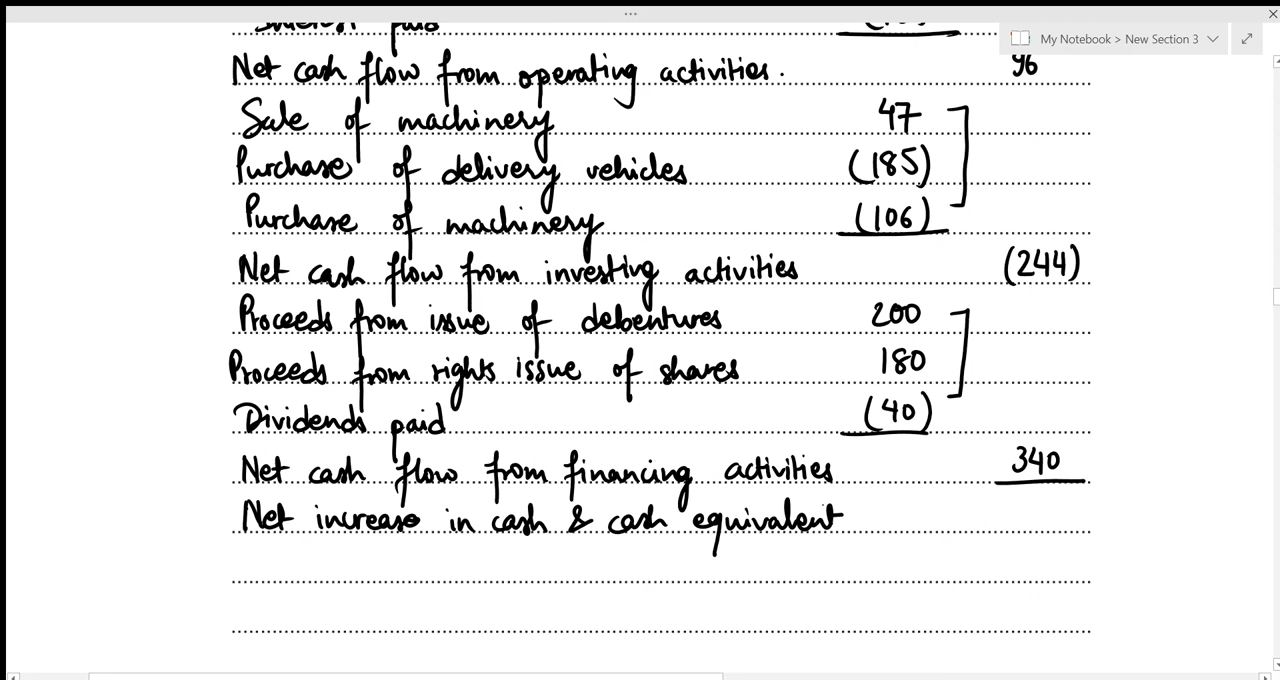 My Notebook > New Section 3
Interest paid
Net cash flow from operating activities. 96
Sale of machinery 47
Purchase of delivery vehicles (185)
Purchase of machinery (106)
Net cash flow from investing activities (244)
Proceeds from issue of debentures 200
Proceeds from rights issue of shares 180
Dividends paid (40)
Net cash flow from financing activities 340
Net increase in cash & cash equivalent